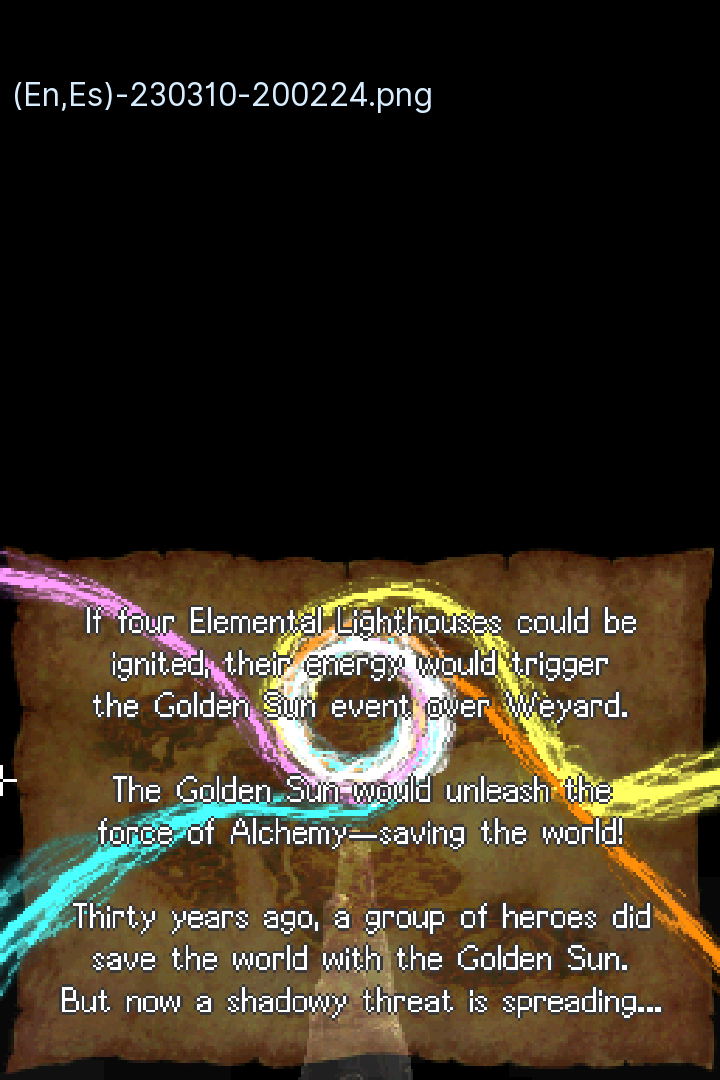 (En,Es)-230310-200224.png
If four Elemental Lighthouses could be
ignited, their energy would trigger
the Golden Sun event over Weyard.
The Golden Sun would unleash the
force of Alchemy—saving the world!
Thirty years ago, a group of heroes did
save the world with the Golden Sun.
But now a shadowy threat is spreading...